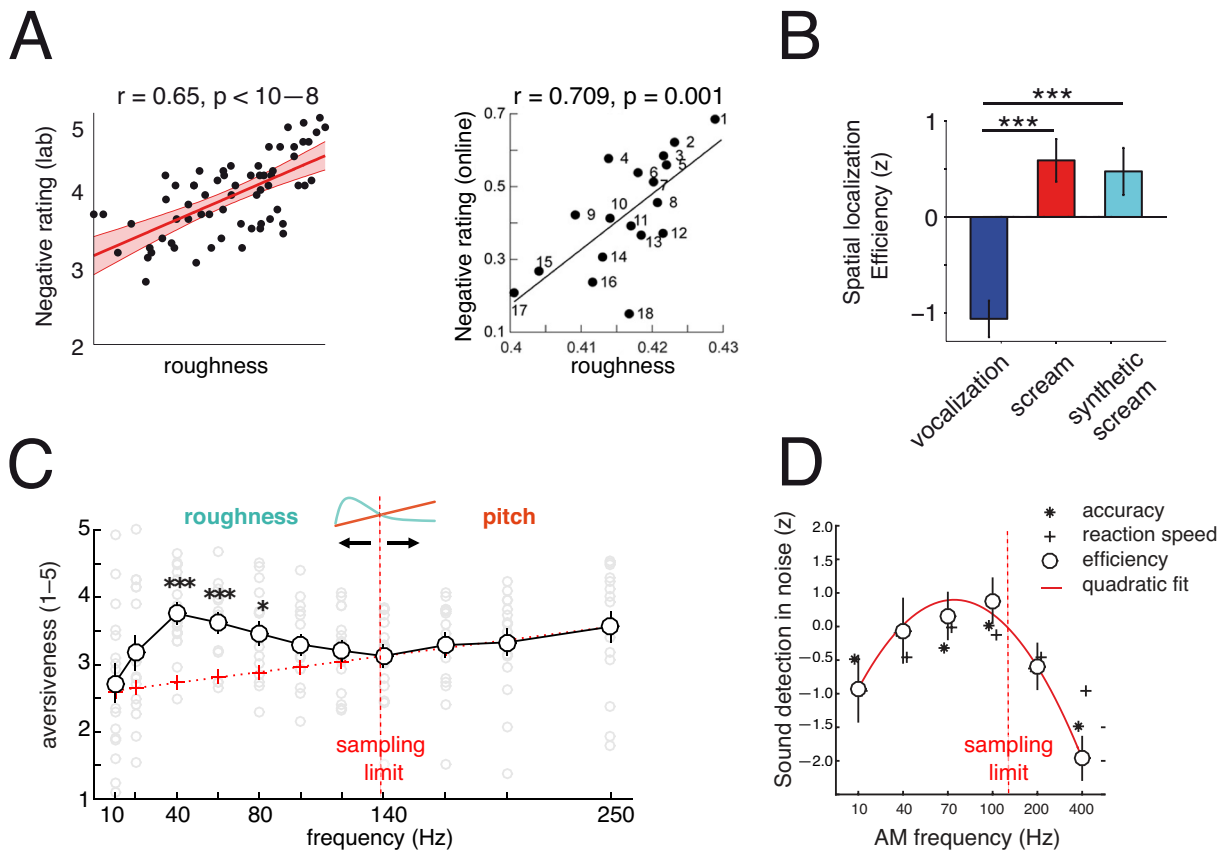 A
r = 0.65, p < 10—8
Negative rating (lab)
5
4
3
2
roughness
r = 0.709, p = 0.001
Negative rating (online)
0.7
0.5
0.3
0.1
0.4
0.41
0.42
0.43
roughness
1
2
3
4
5
6
7
8
9
10
11
12
13
14
15
16
17
18
B
Spatial localization
Efficiency (z)
1
0
−1
***
***
vocalization
scream
synthetic
scream
C
roughness
pitch
aversiveness (1–5)
5
4
3
2
1
***
***
*
sampling
limit
10
40
80
140
250
frequency (Hz)
D
accuracy
reaction speed
efficiency
quadratic fit
Sound detection in noise (z)
2.0
1.0
0.0
-0.5
-1.0
-1.5
-2.0
sampling
limit
10
40
70
100
200
400
AM frequency (Hz)